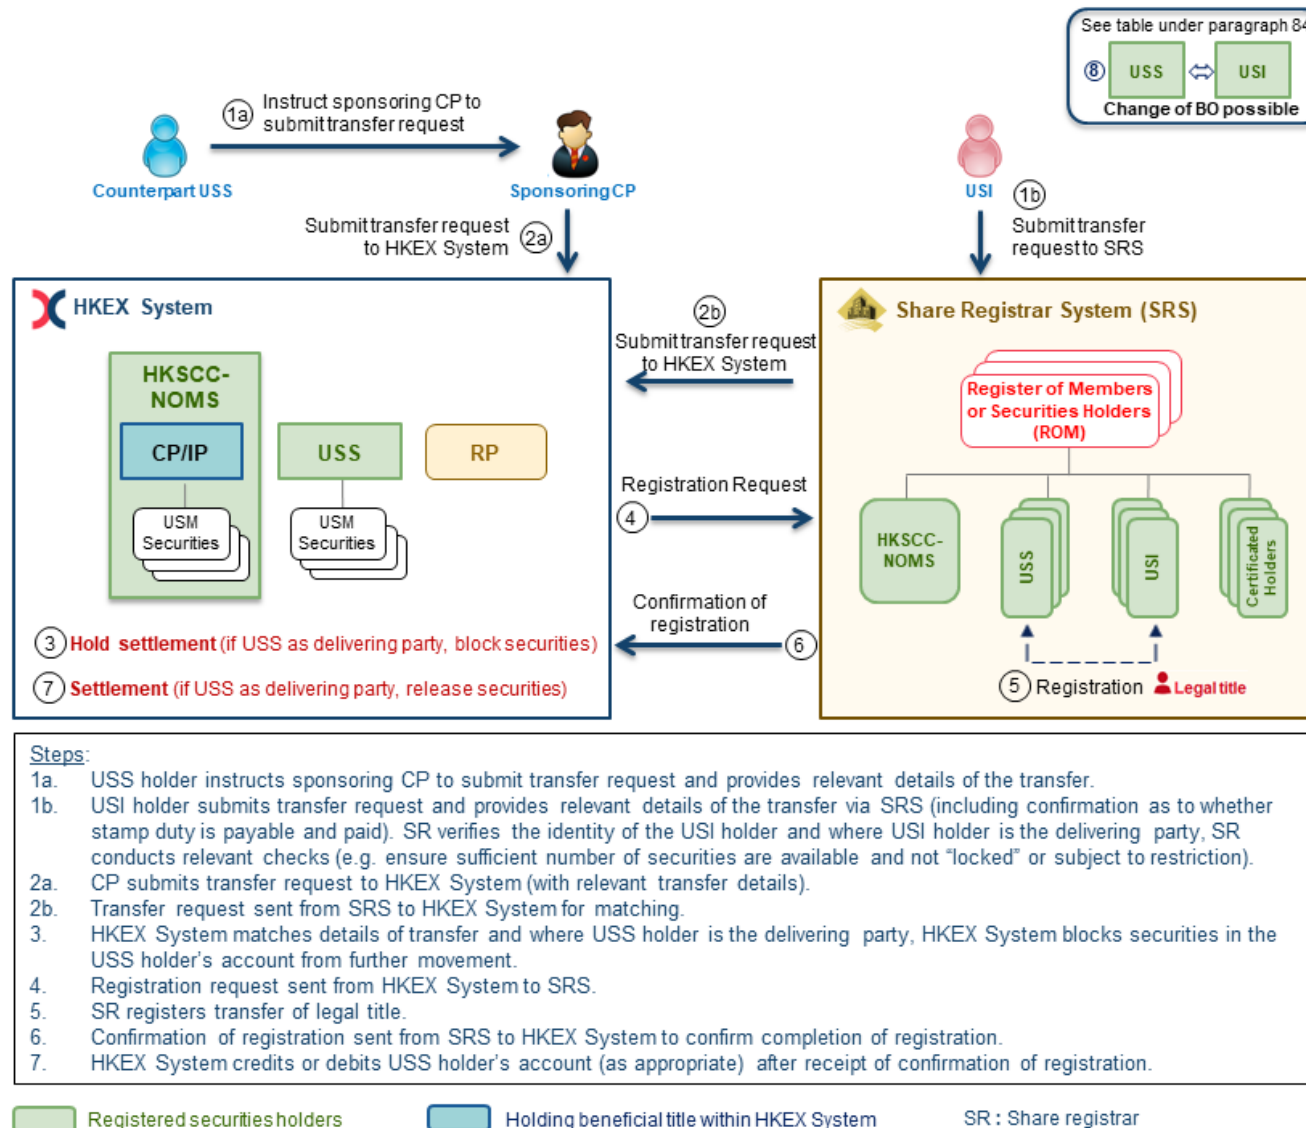 See table under paragraph 84
⑧ USS ⇔ USI
Change of BO possible
1a Instruct sponsoring CP to
submit transfer request
Counterpart USS
Sponsoring CP
USI
1b
Submit transfer
request to SRS
Submit transfer request
to HKEX System
2a
HKEX System
HKSCC-
NOMS
CP/IP
USS
RP
USM
Securities
USM
Securities
3 Hold settlement (if USS as delivering party, block securities)
7 Settlement (if USS as delivering party, release securities)
2b
Submit transfer request
to HKEX System
Registration Request
4
Confirmation of
registration
6
Share Registrar System (SRS)
Register of Members
or Securities Holders
(ROM)
HKSCC-
NOMS
USS
USI
Certificated
Holders
5 Registration Legal title
Steps:
1a. USS holder instructs sponsoring CP to submit transfer request and provides relevant details of the transfer.
1b. USI holder submits transfer request and provides relevant details of the transfer via SRS (including confirmation as to whether
stamp duty is payable and paid). SR verifies the identity of the USI holder and where USI holder is the delivering party, SR
conducts relevant checks (e.g. ensure sufficient number of securities are available and not “locked” or subject to restriction).
2a. CP submits transfer request to HKEX System (with relevant transfer details).
2b. Transfer request sent from SRS to HKEX System for matching.
3. HKEX System matches details of transfer and where USS holder is the delivering party, HKEX System blocks securities in the
USS holder’s account from further movement.
4. Registration request sent from HKEX System to SRS.
5. SR registers transfer of legal title.
6. Confirmation of registration sent from SRS to HKEX System to confirm completion of registration.
7. HKEX System credits or debits USS holder’s account (as appropriate) after receipt of confirmation of registration.
Registered securities holders
Holding beneficial title within HKEX System
SR : Share registrar